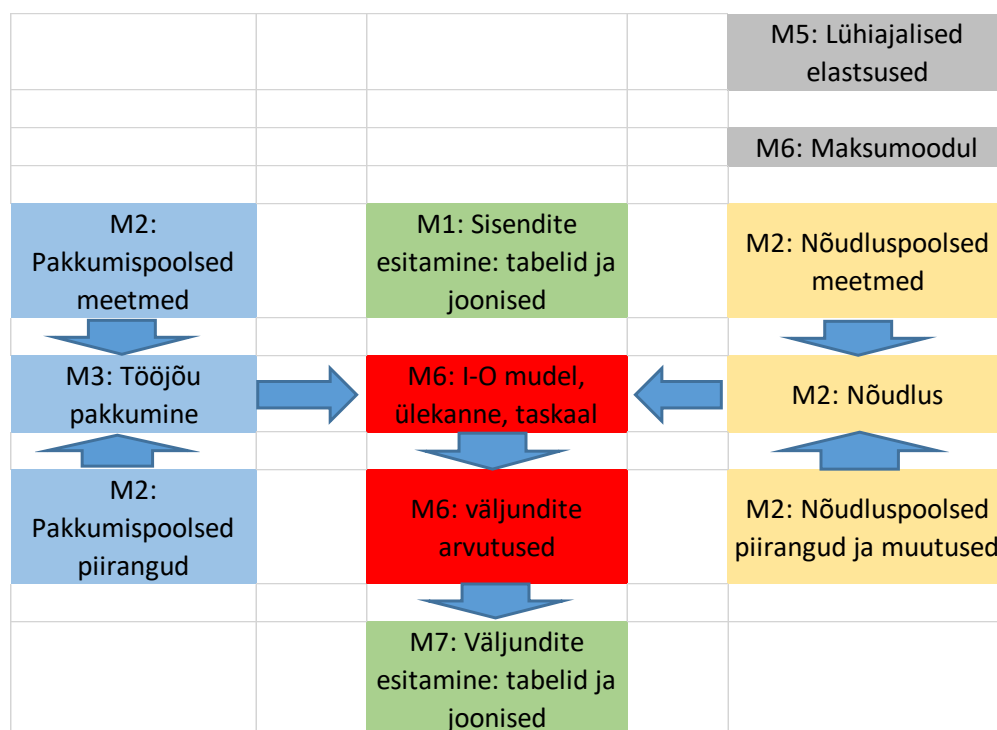 M5: Lühiajalised
elastsused
M6: Maksumoodul
M2:
Pakkumispoolsed
meetmed
M1: Sisendite
esitamine: tabelid ja
joonised
M2: Nõudluspoolsed
meetmed
M3: Tööjõu
pakkumine
M6: I-O mudel,
ülekanne, taskaal
M2: Nõudlus
M2:
Pakkumispoolsed
piirangud
M6: väljundite
arvutused
M2: Nõudluspoolsed
piirangud ja muutused
M7: Väljundite
esitamine: tabelid ja
joonised